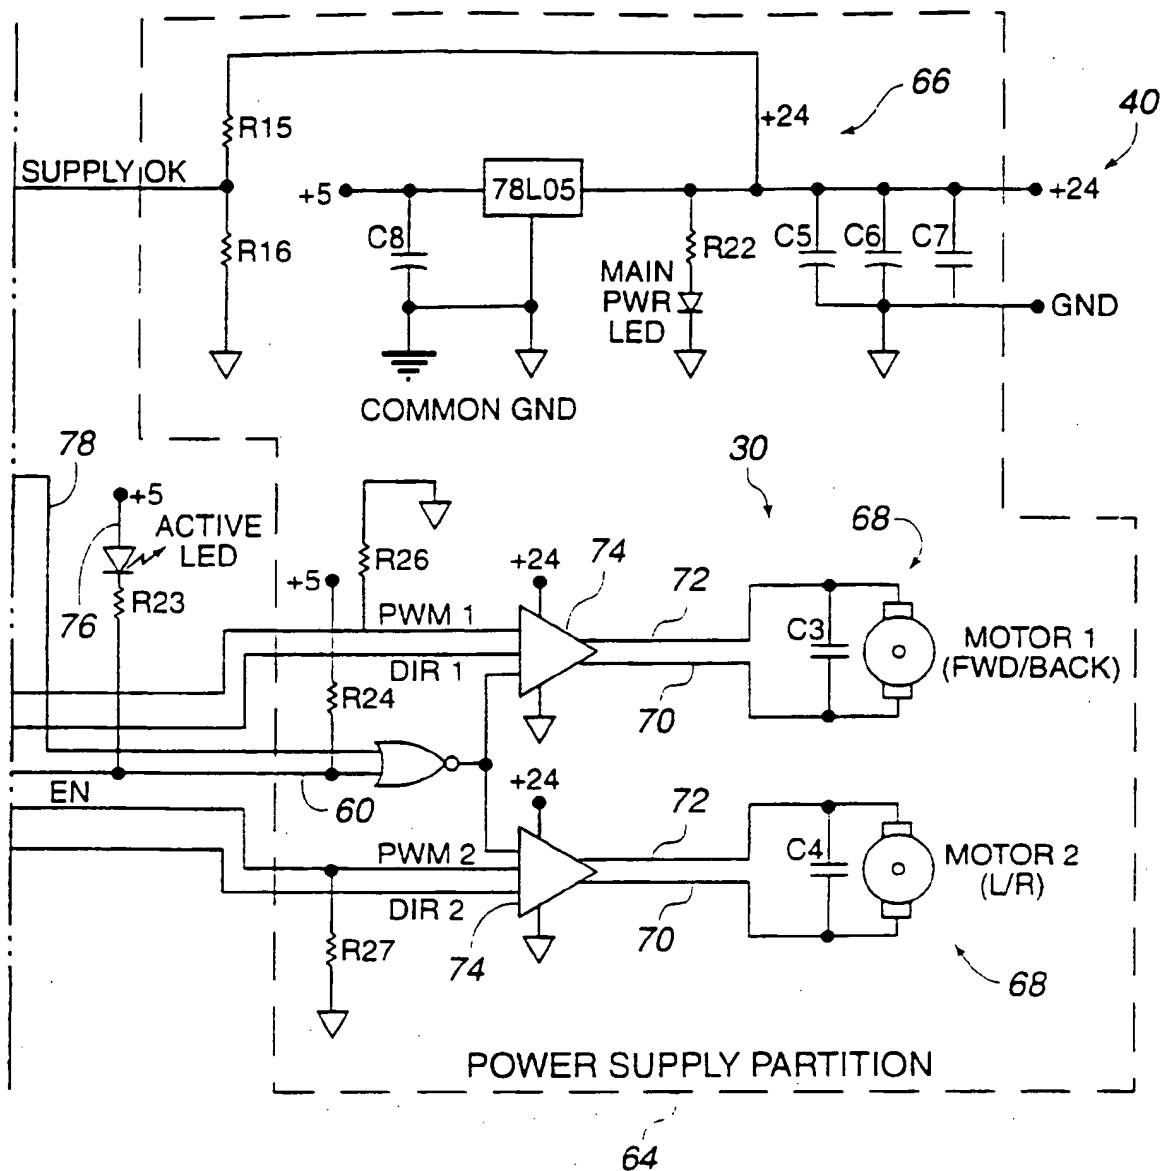 66
40
+24
R15
SUPPLY OK
+5
78L05
+24
R16
C8
R22
C5
C6
C7
MAIN
PWR
LED
GND
COMMON GND
78
30
+5
ACTIVE
LED
68
R26
+24
74
72
+5
R23
76
PWM 1
C3
MOTOR 1
(FWD/BACK)
DIR 1
R24
70
+24
EN
60
72
PWM 2
C4
MOTOR 2
(L/R)
DIR 2
70
R27
74
68
POWER SUPPLY PARTITION
64